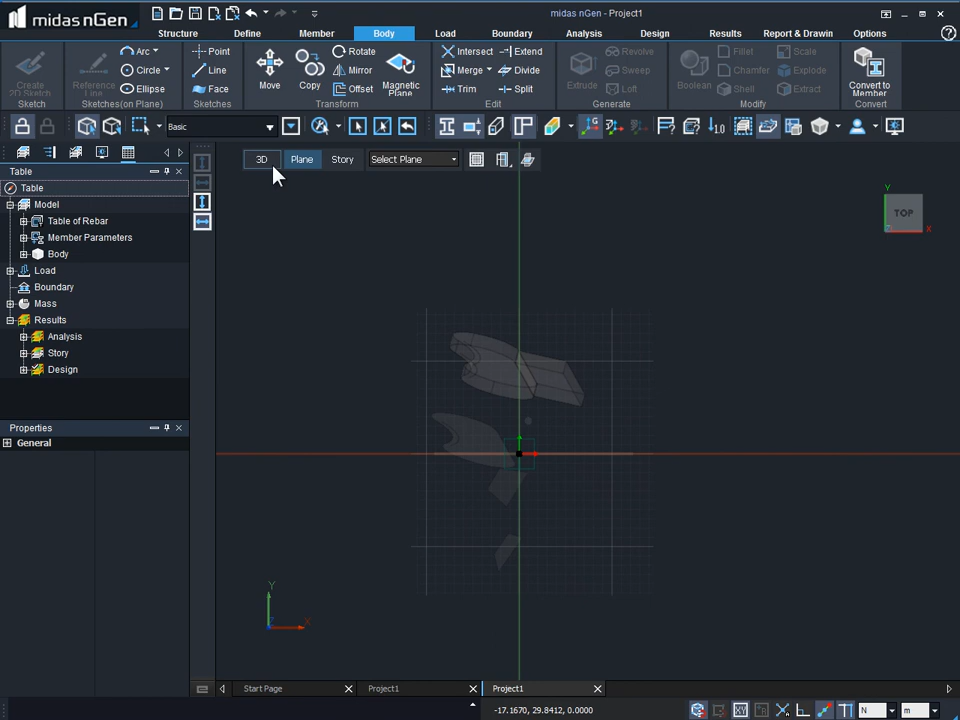 midas nGen
midas nGen - Project1
Structure Define Member Body Load Boundary Analysis Design Results Report & Drawin Options
Create 2D Sketch
Sketch
Reference Line
Arc
Circle
Ellipse
Sketches(on Plane)
Point
Line
Face
Sketches
Move
Copy
Rotate
Mirror
Offset
Magnetic Plane
Transform
Intersect Extend
Merge Divide
Trim Split
Edit
Extrude
Revolve
Sweep
Loft
Generate
Boolean
Fillet Scale
Chamfer Explode
Shell Extract
Modify
Convert to Member
Convert
Basic
1.0
3D Plane Story Select Plane
Table
Table
Model
Table of Rebar
Member Parameters
Body
Load
Boundary
Mass
Results
Analysis
Story
Design
Properties
General
TOP
Y
X
Z
Y
X
Z
Start Page Project1 Project1
-17.1670, 29.8412, 0.0000
N m